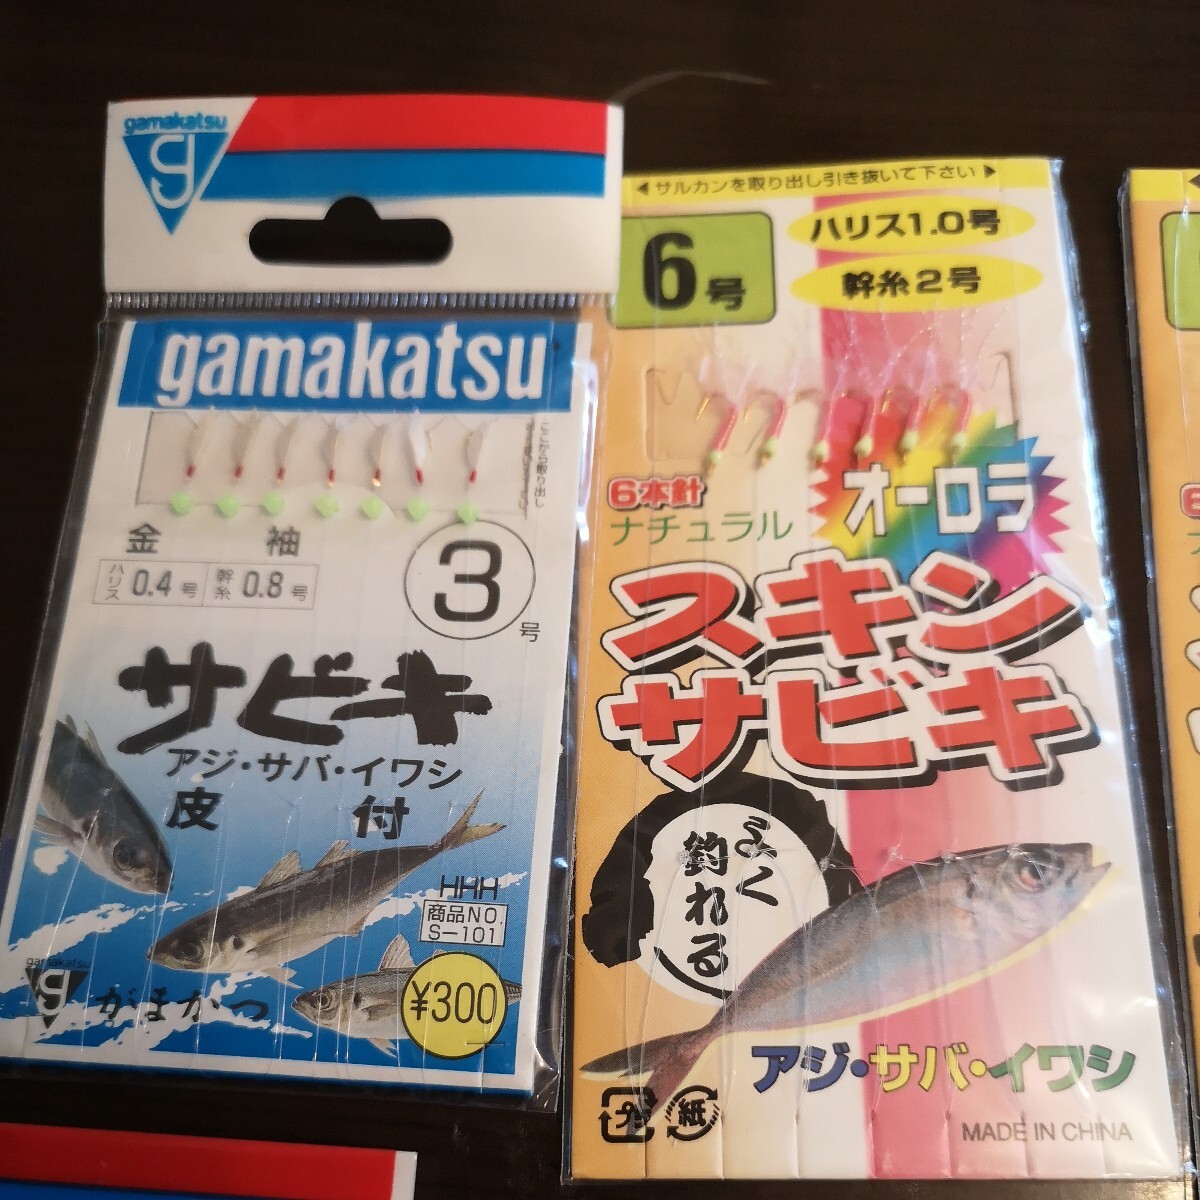 gamakatsu
gamakatsu
ここから取り出し
金 袖
ハリス 0.4号 幹糸 0.8号
3号
サビキ
アジ・サバ・イワシ
皮 付
HHH
商品NO.
S-101
gamakatsu
がまかつ
¥300
サルカンを取り出し引き抜いて下さい
6号
ハリス1.0号
幹糸2号
6本針
ナチュラル
オーロラ
スキン
サビキ
よく
釣れる
アジ・サバ・イワシ
プラ
紙
MADE IN CHINA